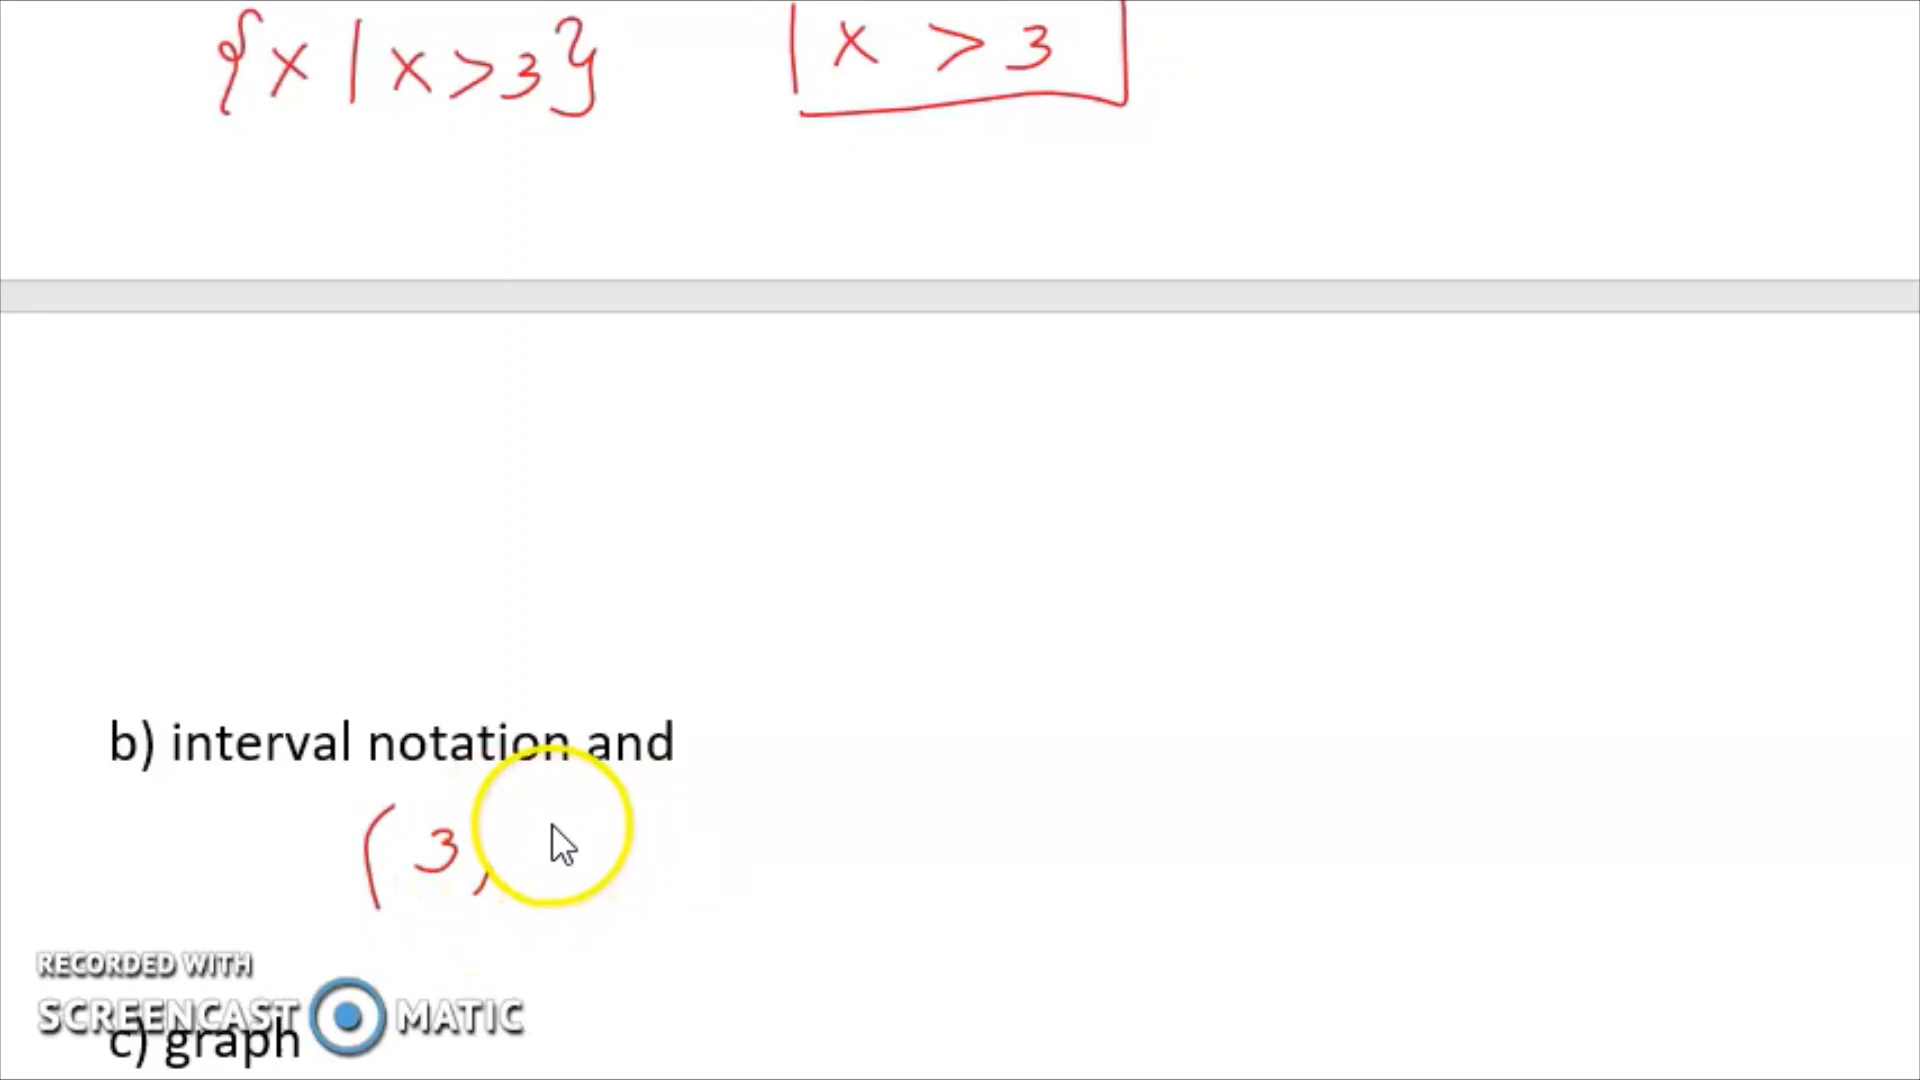 {x | x > 3} x > 3
b) interval notation and
( 3 ,
RECORDED WITH
SCREENCAST MATIC
c) graph